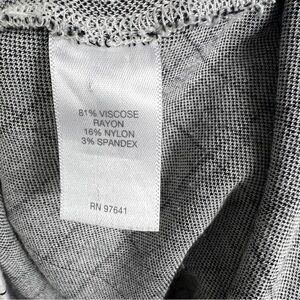 81% VISCOSE
RAYON
16% NYLON
3% SPANDEX
RN 97641